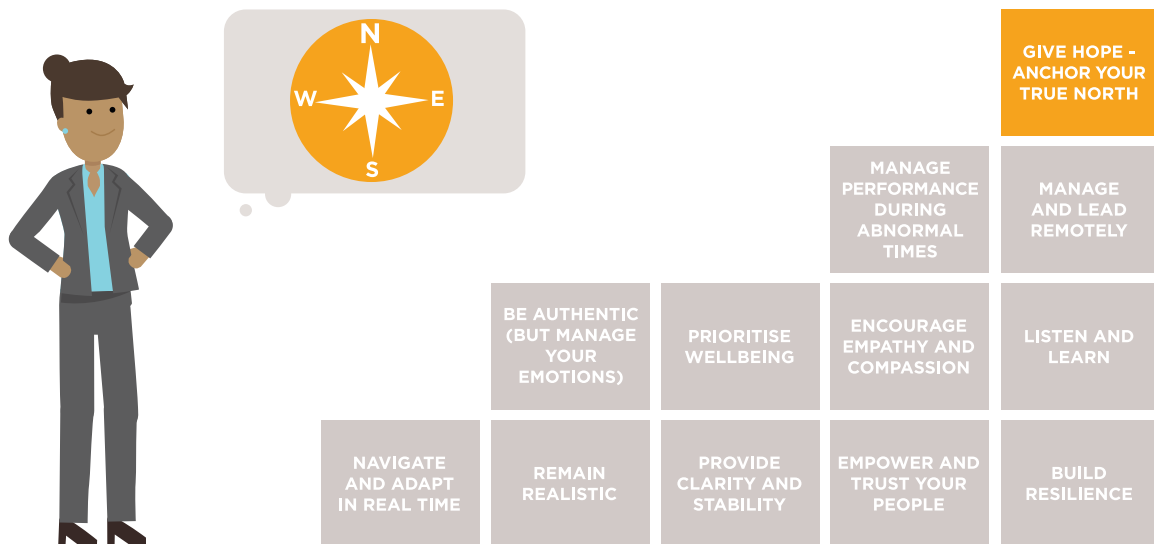 N
W
E
S
GIVE HOPE -
ANCHOR YOUR
TRUE NORTH
MANAGE
PERFORMANCE
DURING
ABNORMAL
TIMES
MANAGE
AND LEAD
REMOTELY
BE AUTHENTIC
(BUT MANAGE
YOUR
EMOTIONS)
PRIORITISE
WELLBEING
ENCOURAGE
EMPATHY AND
COMPASSION
LISTEN AND
LEARN
NAVIGATE
AND ADAPT
IN REAL TIME
REMAIN
REALISTIC
PROVIDE
CLARITY AND
STABILITY
EMPOWER AND
TRUST YOUR
PEOPLE
BUILD
RESILIENCE